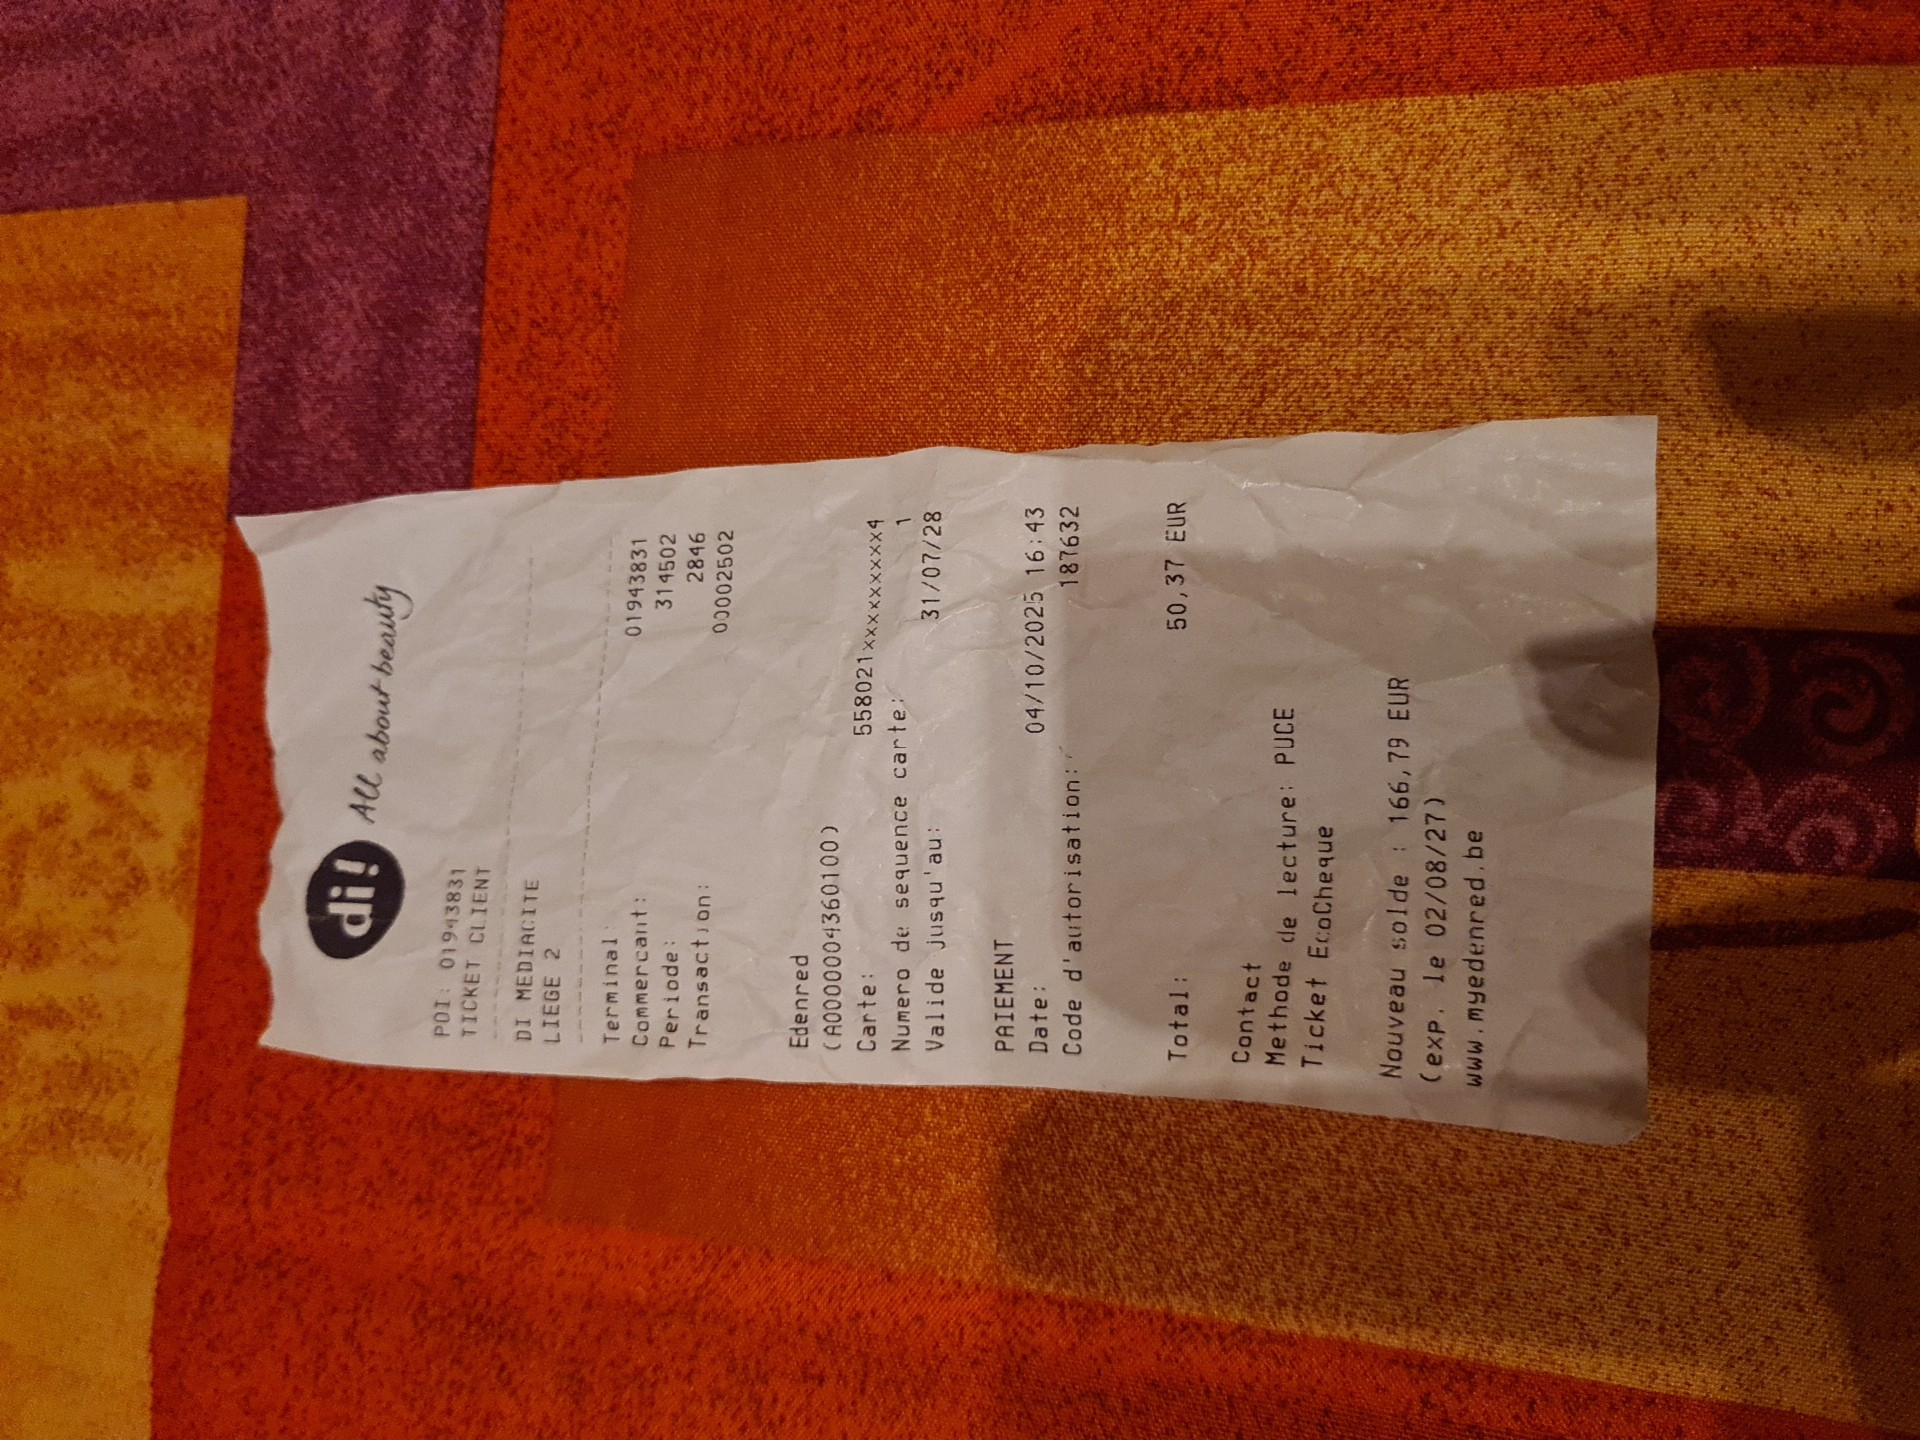 di! All about beauty
POI: 01943831
TICKET CLIENT
DI MEDIACITE
LIEGE 2
Terminal: 01943831
Commercant: 314502
Periode: 2846
Transaction: 00002502
Edenred
(A0000004360100)
Carte: 558021xxxxxxxxxxx4
Numero de sequence carte: 1
Valide jusqu'au: 31/07/28
PAIEMENT
Date: 04/10/2025 16:43
Code d'autorisation: 187632
Total: 50,37 EUR
Contact
Methode de lecture: PUCE
Ticket EcoCheque
Nouveau solde : 166,79 EUR
(exp. le 02/08/27)
www.myedenred.be